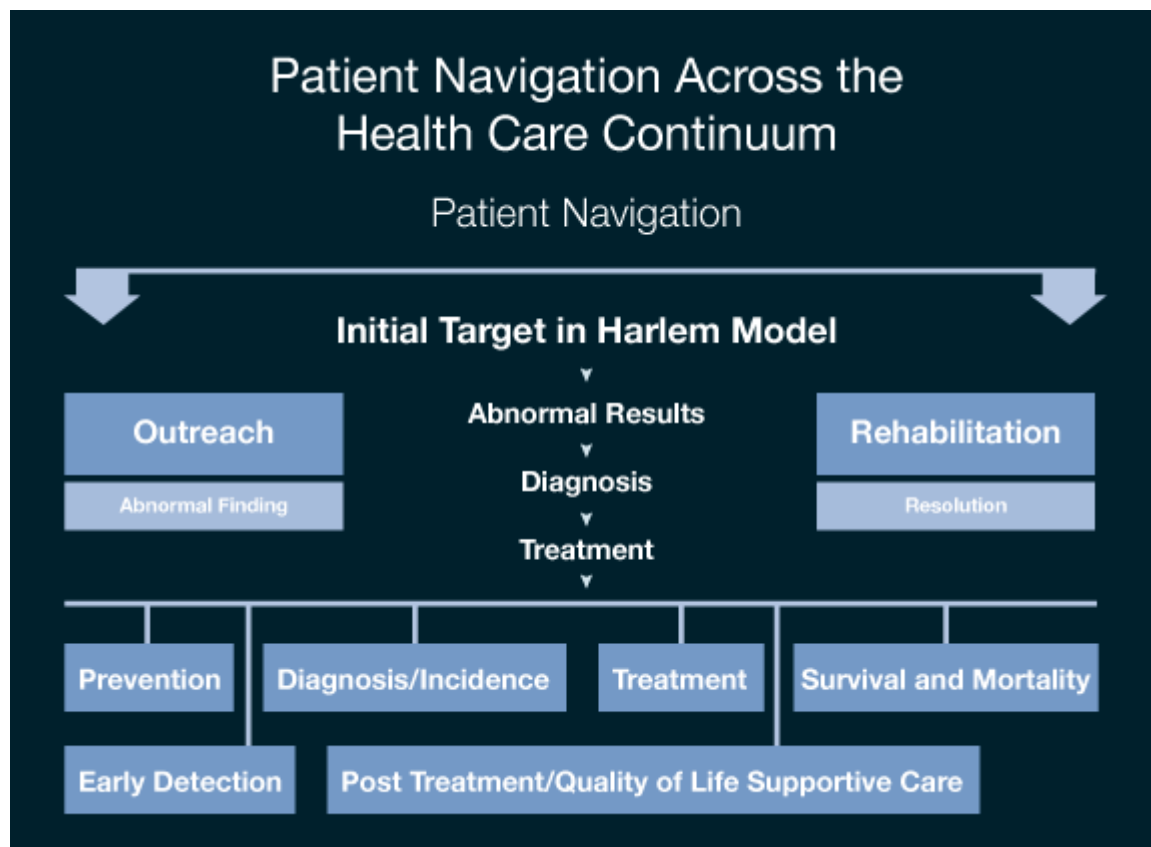 Patient Navigation Across the
Health Care Continuum
Patient Navigation
Initial Target in Harlem Model
Outreach
Abnormal Finding
Abnormal Results
Diagnosis
Treatment
Rehabilitation
Resolution
Prevention
Diagnosis/Incidence
Treatment
Survival and Mortality
Early Detection
Post Treatment/Quality of Life Supportive Care